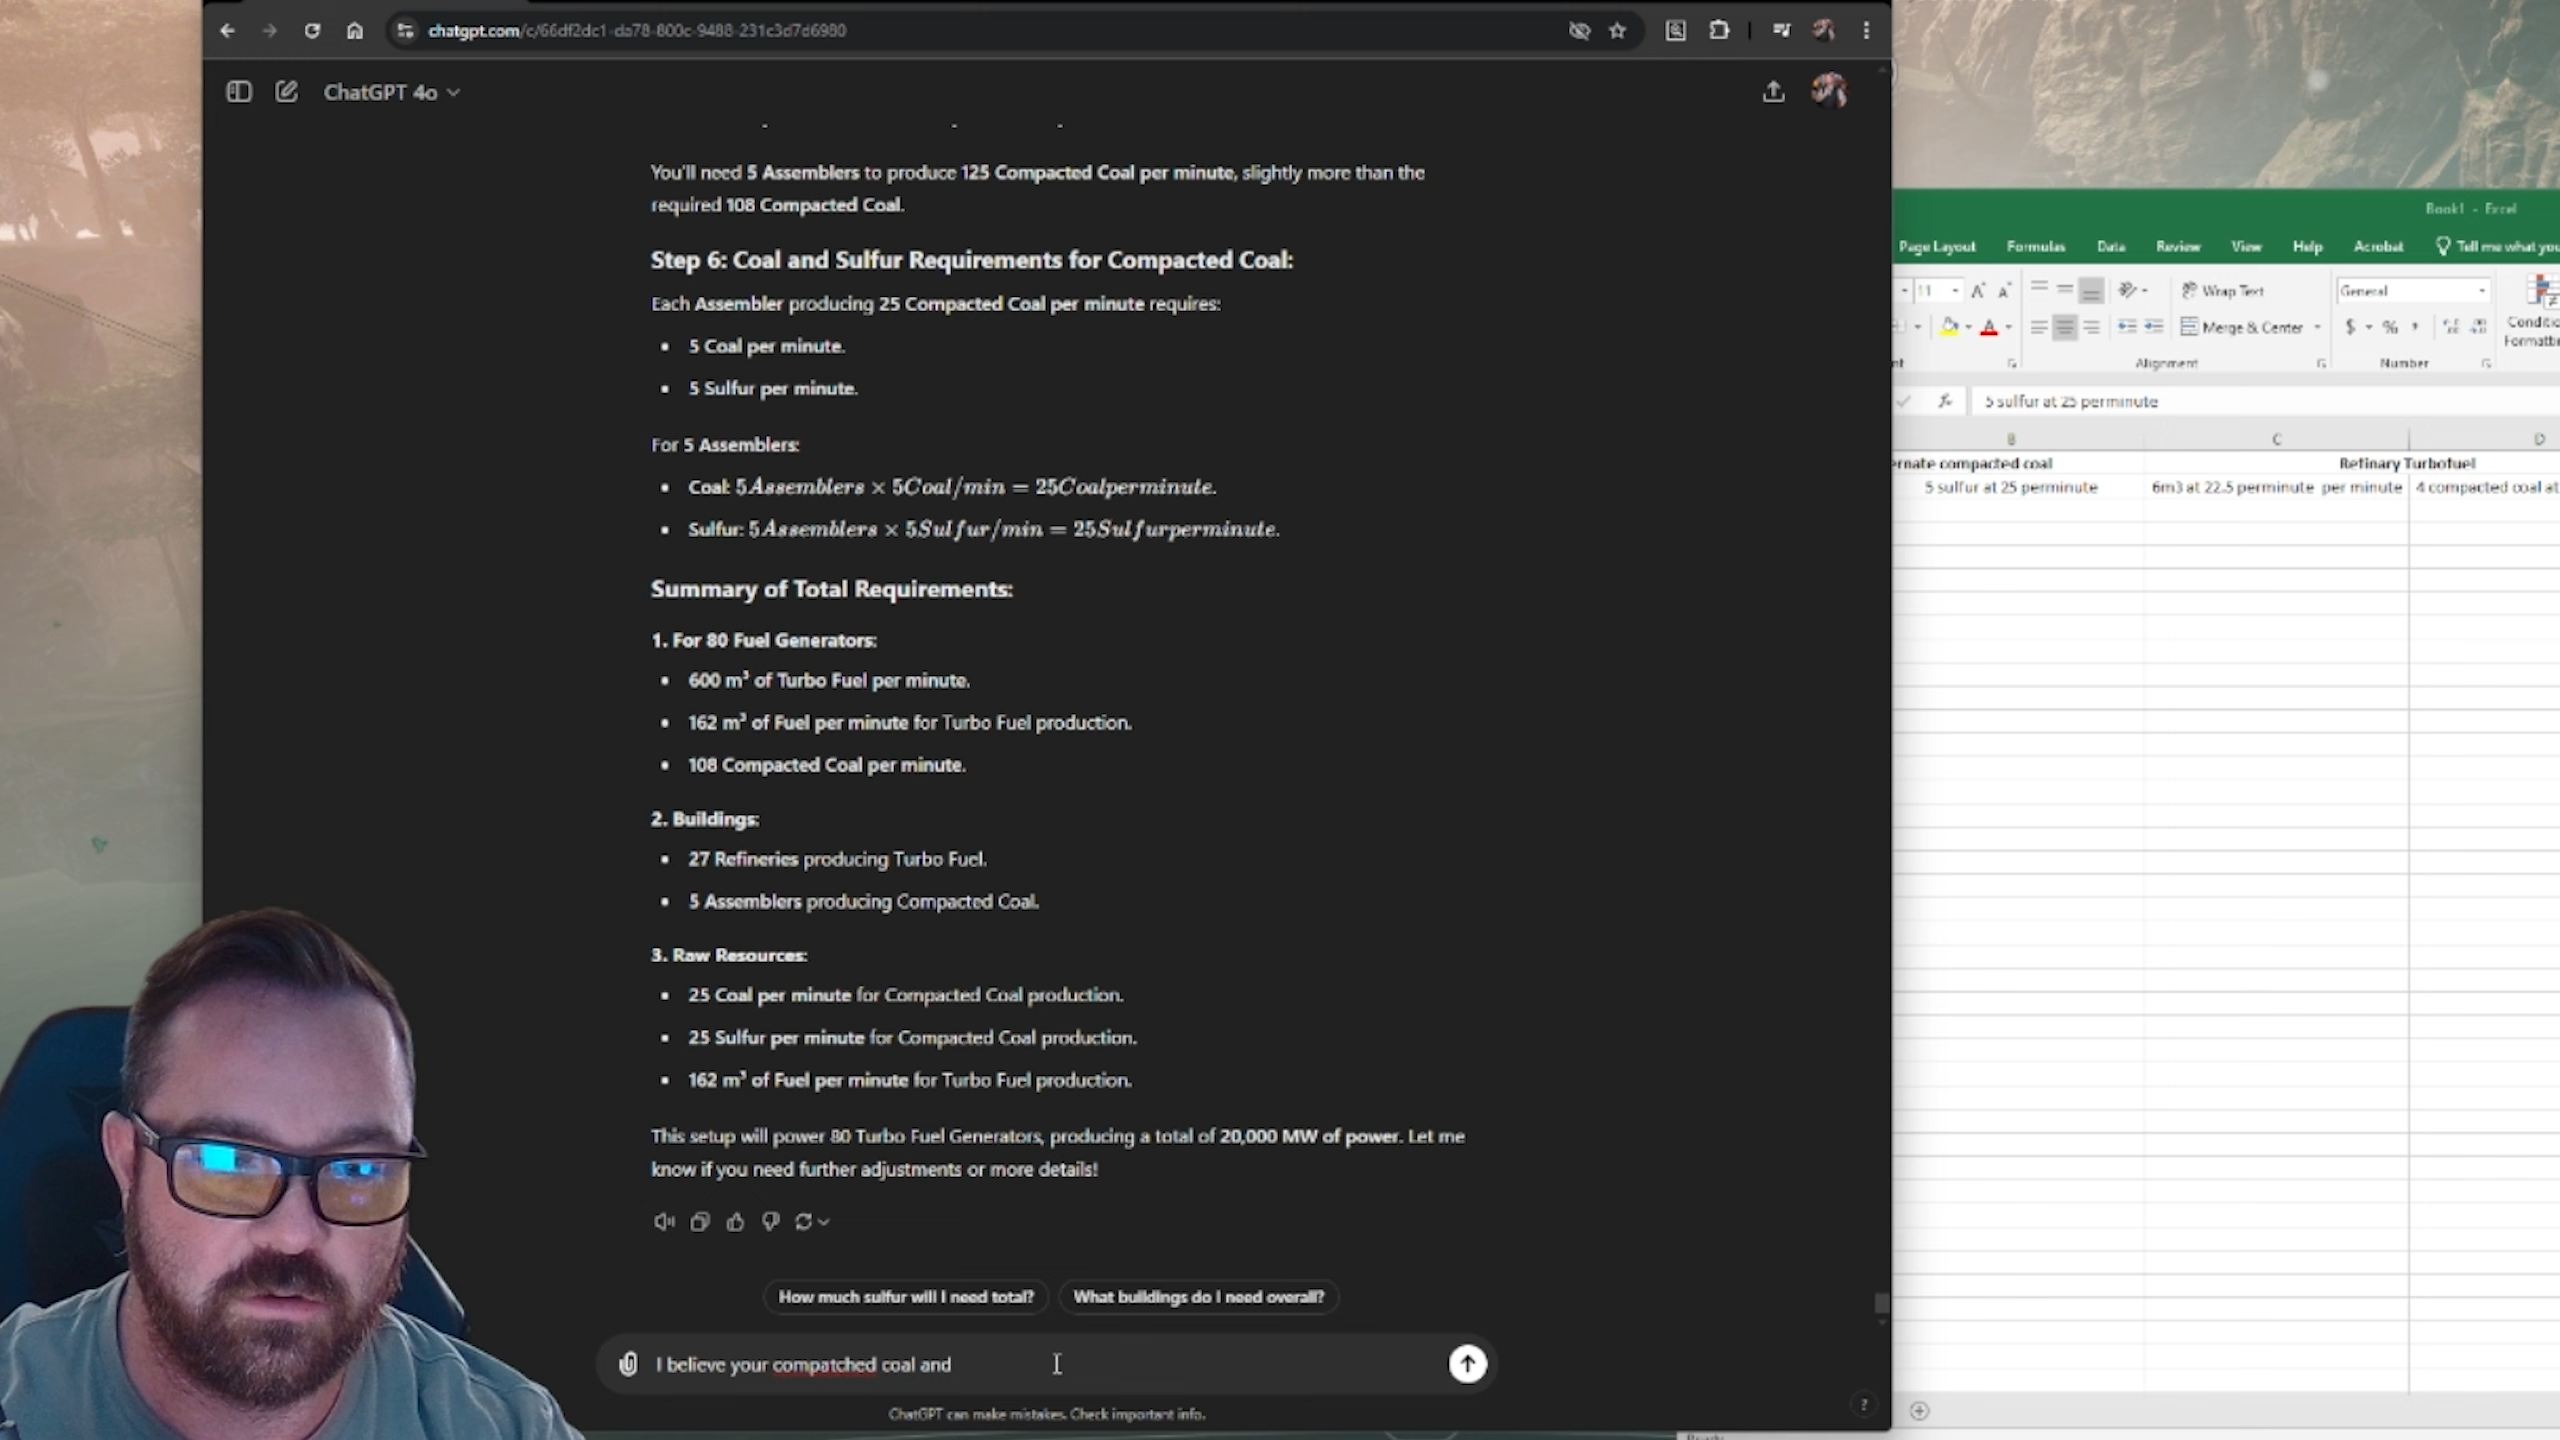 chatgpt.com/c/66df2dc1-da78-800c-9488-231c3d7d6980
ChatGPT 4o
You'll need 5 Assemblers to produce 125 Compacted Coal per minute, slightly more than the
required 108 Compacted Coal.
Step 6: Coal and Sulfur Requirements for Compacted Coal:
Each Assembler producing 25 Compacted Coal per minute requires:
• 5 Coal per minute.
• 5 Sulfur per minute.
For 5 Assemblers:
• Coal: 5Assemblers × 5Coal/min = 25Coalperminute.
• Sulfur: 5Assemblers × 5Sulfur/min = 25Sulfurperminute.
Summary of Total Requirements:
1. For 80 Fuel Generators:
• 600 m³ of Turbo Fuel per minute.
• 162 m³ of Fuel per minute for Turbo Fuel production.
• 108 Compacted Coal per minute.
2. Buildings:
• 27 Refineries producing Turbo Fuel.
• 5 Assemblers producing Compacted Coal.
3. Raw Resources:
• 25 Coal per minute for Compacted Coal production.
• 25 Sulfur per minute for Compacted Coal production.
• 162 m³ of Fuel per minute for Turbo Fuel production.
This setup will power 80 Turbo Fuel Generators, producing a total of 20,000 MW of power. Let me
know if you need further adjustments or more details!
How much sulfur will I need total? What buildings do I need overall?
I believe your compatched coal and
ChatGPT can make mistakes. Check important info.
?
Book1 - Excel
Page Layout Formulas Data Review View Help Acrobat Tell me what you
11 A A Wrap Text General
Merge & Center $ % , Conditio
Formattin
nt Alignment Number
fx 5 sulfur at 25 perminute
B C D
ernate compacted coal Refinary Turbofuel
5 sulfur at 25 perminute 6m3 at 22.5 perminute per minute 4 compacted coal at